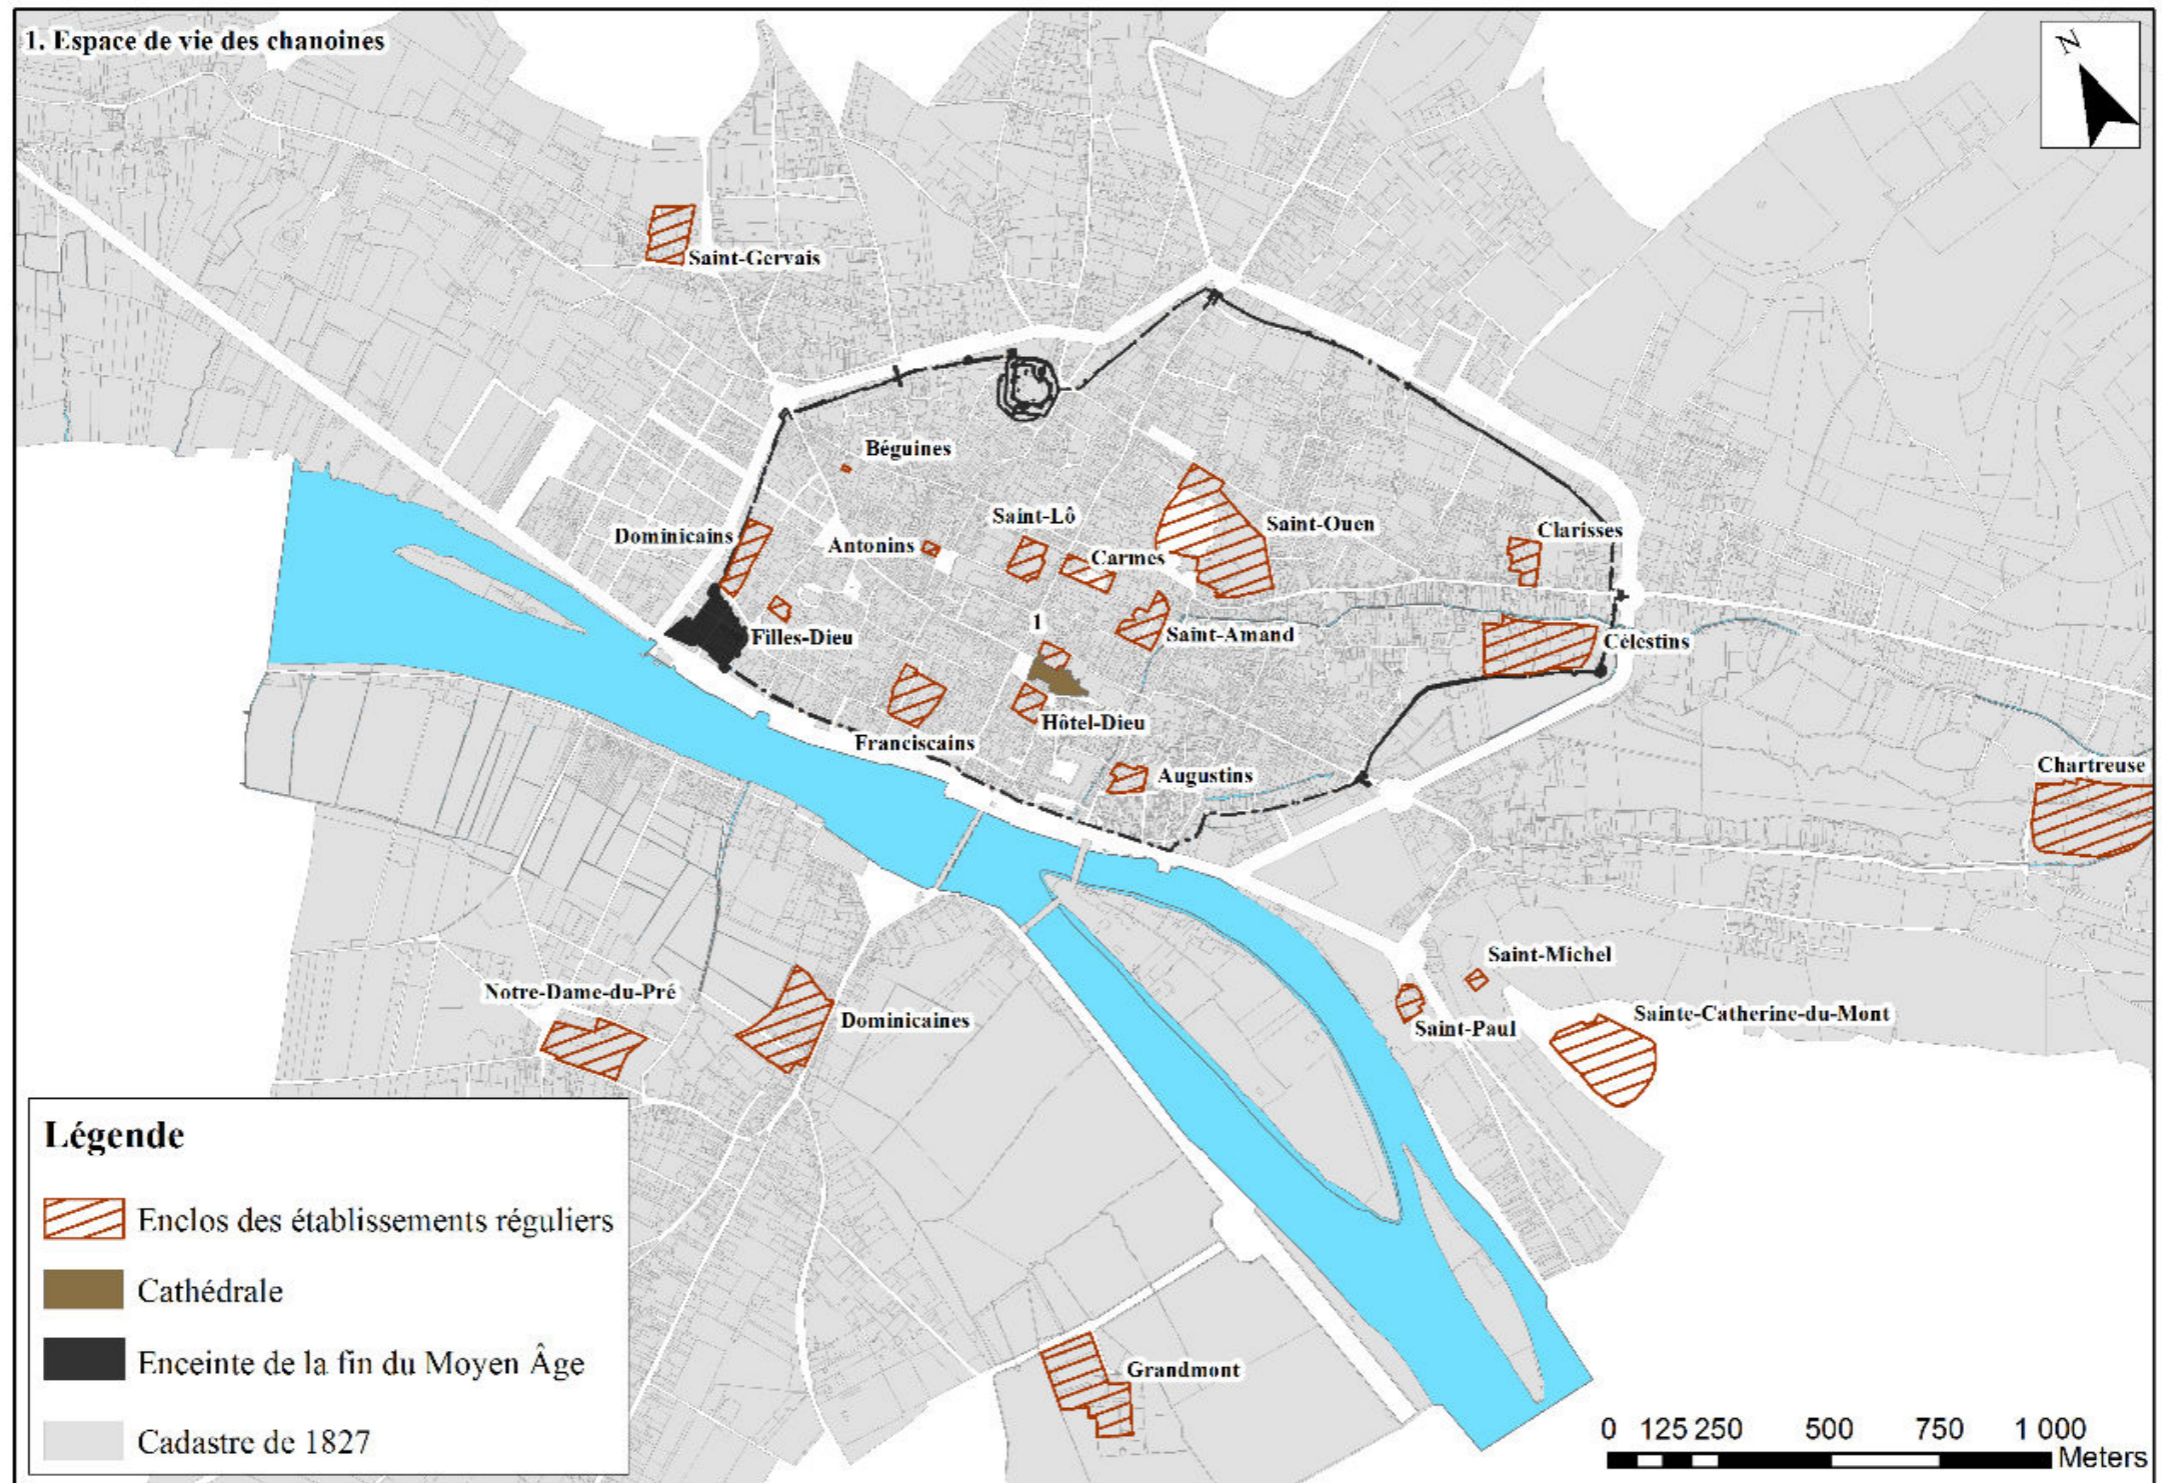 1. Espace de vie des chanoines
N
Saint-Gervais
Béguines
Saint-Lô
Saint-Ouen
Clarisses
Dominicains
Antonins
Carmes
1
Filles-Dieu
Saint-Amand
Célestins
Hôtel-Dieu
Franciscains
Augustins
Chartreuse
Saint-Michel
Notre-Dame-du-Pré
Dominicaines
Sainte-Catherine-du-Mont
Saint-Paul
Grandmont
Légende
Enclos des établissements réguliers
Cathédrale
Enceinte de la fin du Moyen Âge
Cadastre de 1827
0 125 250 500 750 1 000
Meters